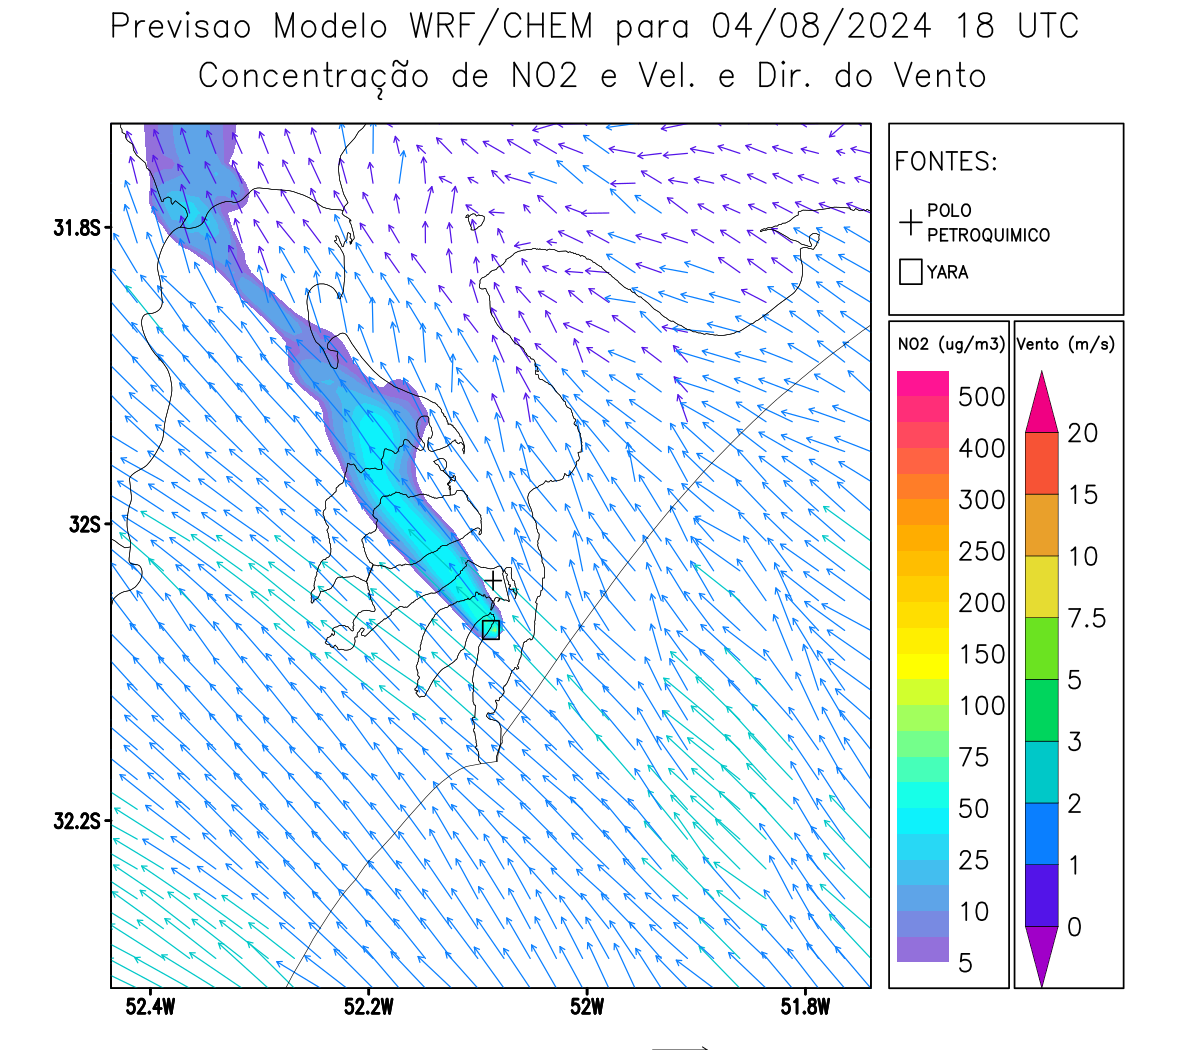 Previsao Modelo WRF/CHEM para 04/08/2024 18 UTC
Concentração de NO2 e Vel. e Dir. do Vento
FONTES:
POLO
PETROQUIMICO
YARA
31.8S
32S
32.2S
52.4W
52.2W
52W
51.8W
NO2 (ug/m3)
500
400
300
250
200
150
100
75
50
25
10
5
Vento (m/s)
20
15
10
7.5
5
3
2
1
0